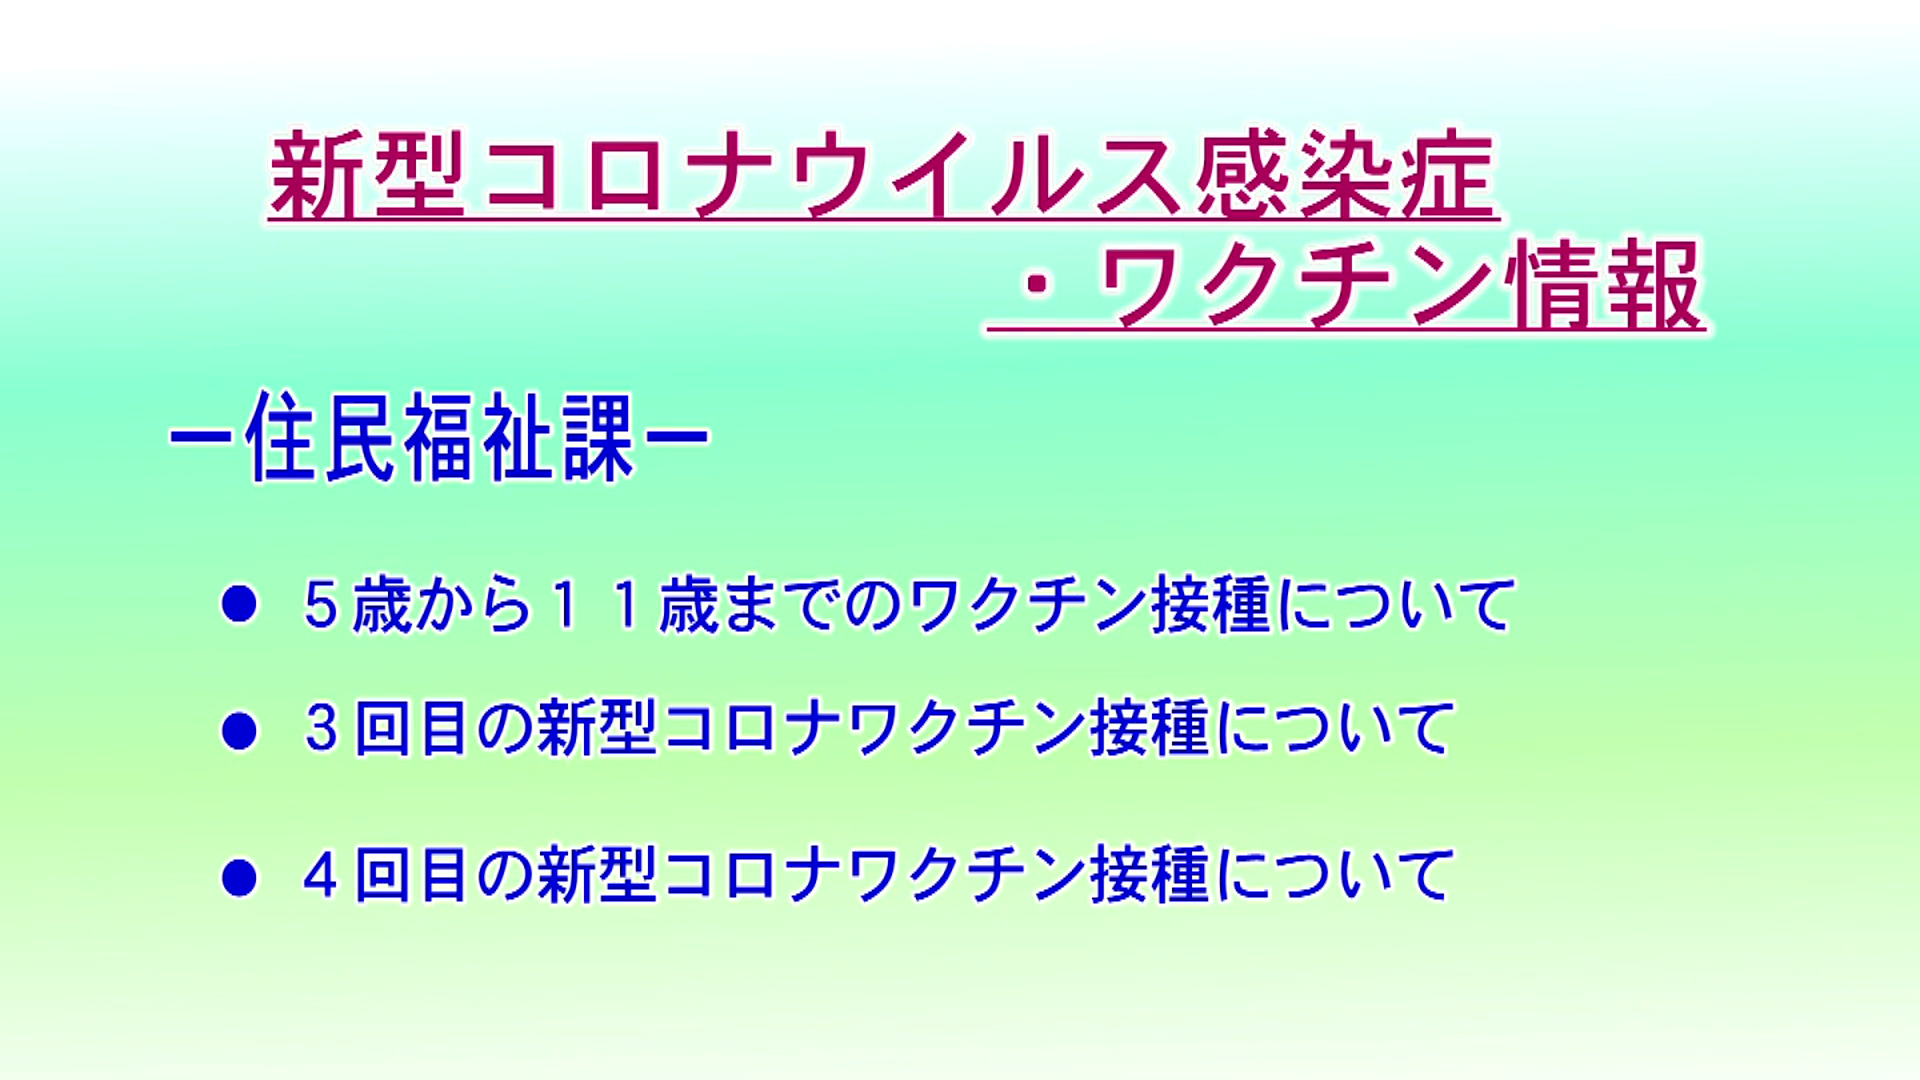 新型コロナウイルス感染症
・ワクチン情報
ー住民福祉課ー
● ５歳から１１歳までのワクチン接種について
● ３回目の新型コロナワクチン接種について
● ４回目の新型コロナワクチン接種について